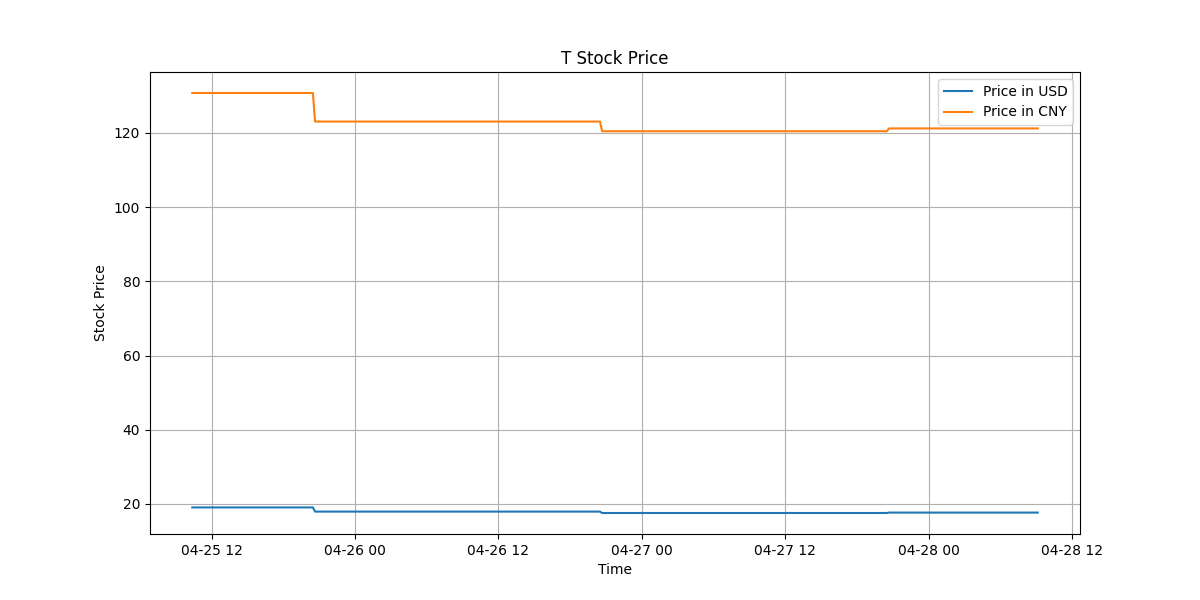 T Stock Price
Price in USD
Price in CNY
120
100
80
60
40
20
Stock Price
04-25 12
04-26 00
04-26 12
04-27 00
04-27 12
04-28 00
04-28 12
Time